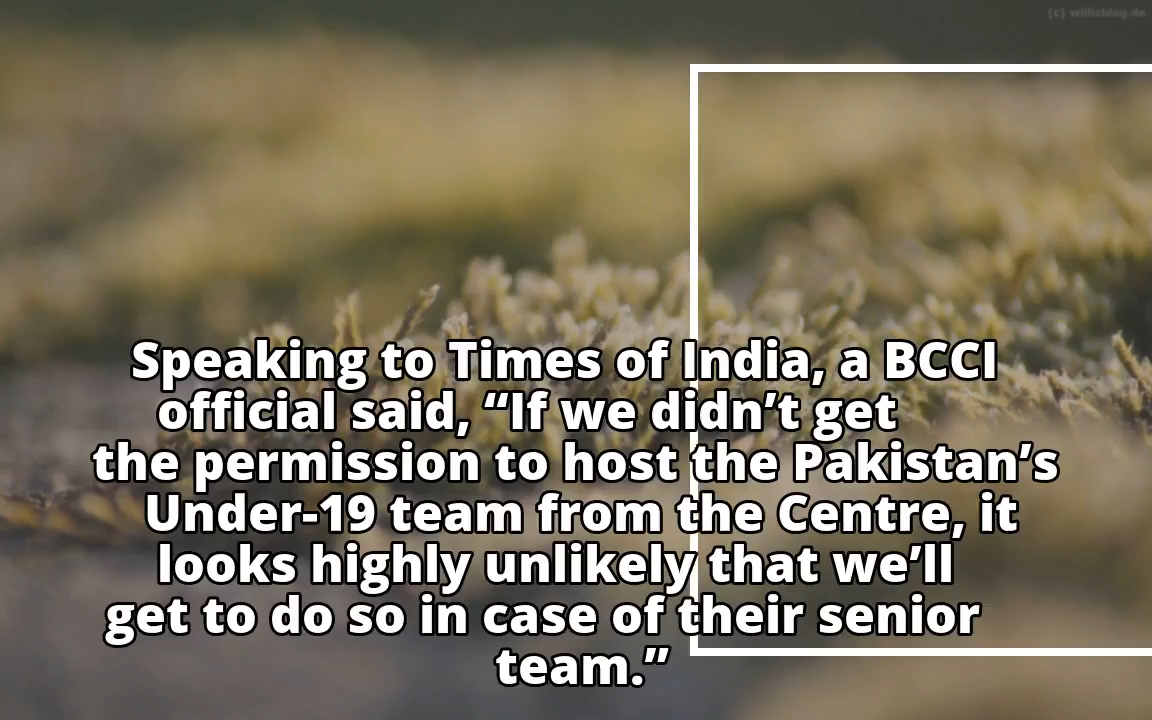 (c) willisblog.de
Speaking to Times of India, a BCCI
official said, “If we didn’t get
the permission to host the Pakistan’s
Under-19 team from the Centre, it
looks highly unlikely that we’ll
get to do so in case of their senior
team.”